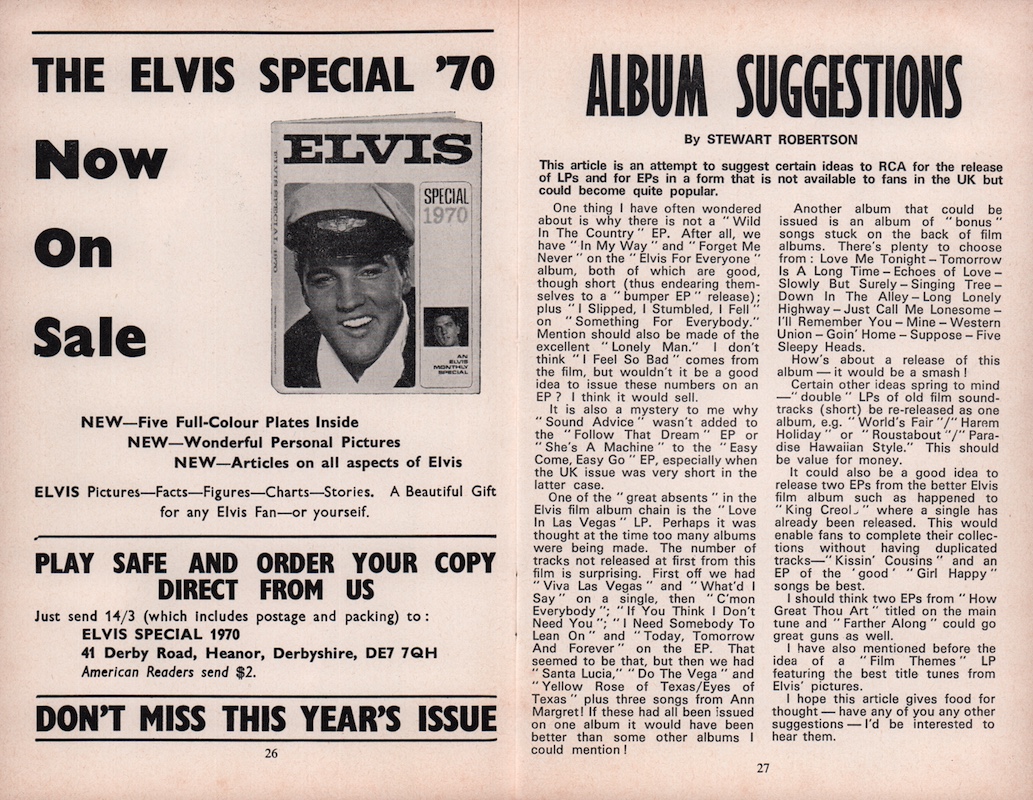 THE ELVIS SPECIAL '70
Now
On
Sale
ELVIS SPECIAL 1970
ELVIS
SPECIAL
1970
AN
ELVIS
MONTHLY
SPECIAL
NEW—Five Full-Colour Plates Inside
NEW—Wonderful Personal Pictures
NEW—Articles on all aspects of Elvis
ELVIS Pictures—Facts—Figures—Charts—Stories. A Beautiful Gift
for any Elvis Fan—or yourself.
PLAY SAFE AND ORDER YOUR COPY
DIRECT FROM US
Just send 14/3 (which includes postage and packing) to :
ELVIS SPECIAL 1970
41 Derby Road, Heanor, Derbyshire, DE7 7QH
American Readers send $2.
DON'T MISS THIS YEAR'S ISSUE
26
ALBUM SUGGESTIONS
By STEWART ROBERTSON
This article is an attempt to suggest certain ideas to RCA for the release
of LPs and for EPs in a form that is not available to fans in the UK but
could become quite popular.
One thing I have often wondered
about is why there is not a "Wild
In The Country" EP. After all, we
have "In My Way" and "Forget Me
Never" on the "Elvis For Everyone"
album, both of which are good,
though short (thus endearing them-
selves to a "bumper EP" release);
plus "I Slipped, I Stumbled, I Fell"
on "Something For Everybody."
Mention should also be made of the
excellent "Lonely Man." I don't
think "I Feel So Bad" comes from
the film, but wouldn't it be a good
idea to issue these numbers on an
EP? I think it would sell.
It is also a mystery to me why
"Sound Advice" wasn't added to
the "Follow That Dream" EP or
"She's A Machine" to the "Easy
Come, Easy Go" EP, especially when
the UK issue was very short in the
latter case.
One of the "great absents" in the
Elvis film album chain is the "Love
In Las Vegas" LP. Perhaps it was
thought at the time too many albums
were being made. The number of
tracks not released at first from this
film is surprising. First off we had
"Viva Las Vegas" and "What'd I
Say" on a single, then "C'mon
Everybody"; "If You Think I Don't
Need You"; "I Need Somebody To
Lean On" and "Today, Tomorrow
And Forever" on the EP. That
seemed to be that, but then we had
"Santa Lucia," "Do The Vega" and
"Yellow Rose of Texas/Eyes of
Texas" plus three songs from Ann
Margret! If these had all been issued
on one album it would have been
better than some other albums I
could mention!
Another album that could be
issued is an album of "bonus"
songs stuck on the back of film
albums. There's plenty to choose
from: Love Me Tonight – Tomorrow
Is A Long Time – Echoes of Love –
Slowly But Surely – Singing Tree –
Down In The Alley – Long Lonely
Highway – Just Call Me Lonesome –
I'll Remember You – Mine – Western
Union – Goin' Home – Suppose – Five
Sleepy Heads.
How's about a release of this
album — it would be a smash!
Certain other ideas spring to mind
—"double" LPs of old film sound-
tracks (short) be re-released as one
album, e.g. "World's Fair"/"Harem
Holiday" or "Roustabout"/"Para-
dise Hawaiian Style." This should
be value for money.
It could also be a good idea to
release two EPs from the better Elvis
film album such as happened to
"King Creol" where a single has
already been released. This would
enable fans to complete their collec-
tions without having duplicated
tracks—"Kissin' Cousins" and an
EP of the 'good' "Girl Happy"
songs be best.
I should think two EPs from "How
Great Thou Art" titled on the main
tune and "Farther Along" could go
great guns as well.
I have also mentioned before the
idea of a "Film Themes" LP
featuring the best title tunes from
Elvis' pictures.
I hope this article gives food for
thought — have any of you any other
suggestions — I'd be interested to
hear them.
27